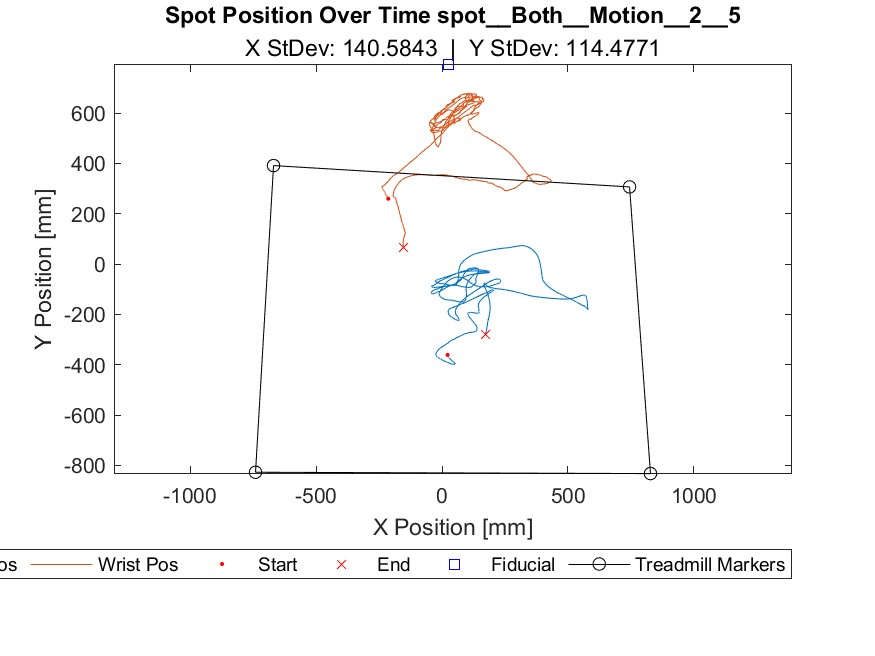 Spot Position Over Time spot__Both__Motion__2__5
X StDev: 140.5843 | Y StDev: 114.4771
600
400
200
0
-200
-400
-600
-800
Y Position [mm]
-1000 -500 0 500 1000
X Position [mm]
os Wrist Pos Start End Fiducial Treadmill Markers